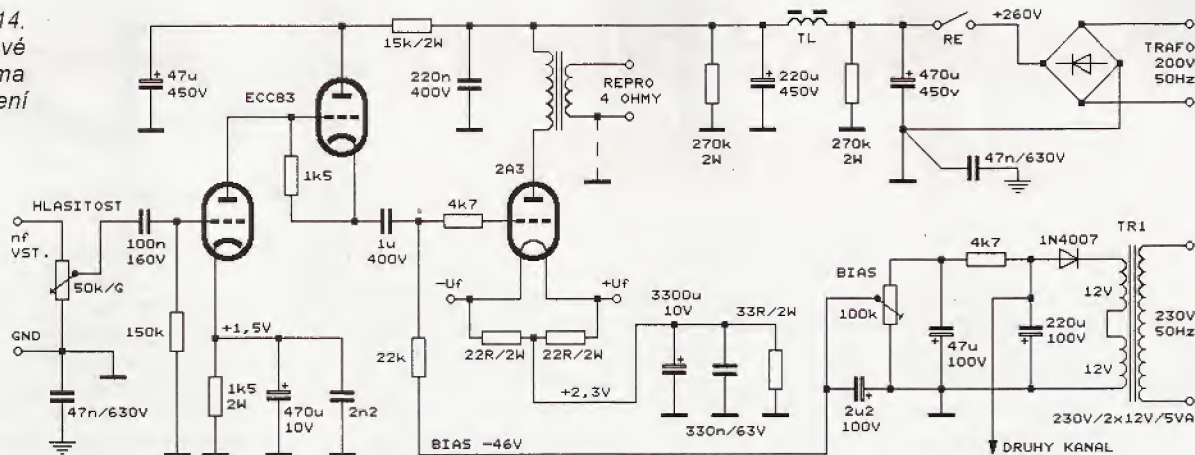 14.
vé
ma
ení
47u
450V
ECC83
15k/2W
220n
400V
REPRO
4 OHMY
270k
2W
220u
450V
TL
270k
2W
470u
450v
RE
+260V
TRAFO
200V
50Hz
47n/630V
HLASITOST
nf
VST.
50k/G
GND
47n/630V
100n
160V
150k
1k5
+1,5V
1k5
2W
470u
10V
2n2
1u
400V
4k7
2A3
22k
-Uf
+Uf
22R/2W
22R/2W
+2,3V
3300u
10V
33R/2W
330n/63V
BIAS -46V
BIAS
100k
2u2
100V
47u
100V
4k7
1N4007
220u
100V
TR1
12V
12V
230V
50Hz
230V/2x12V/5VA
DRUHY KANAL